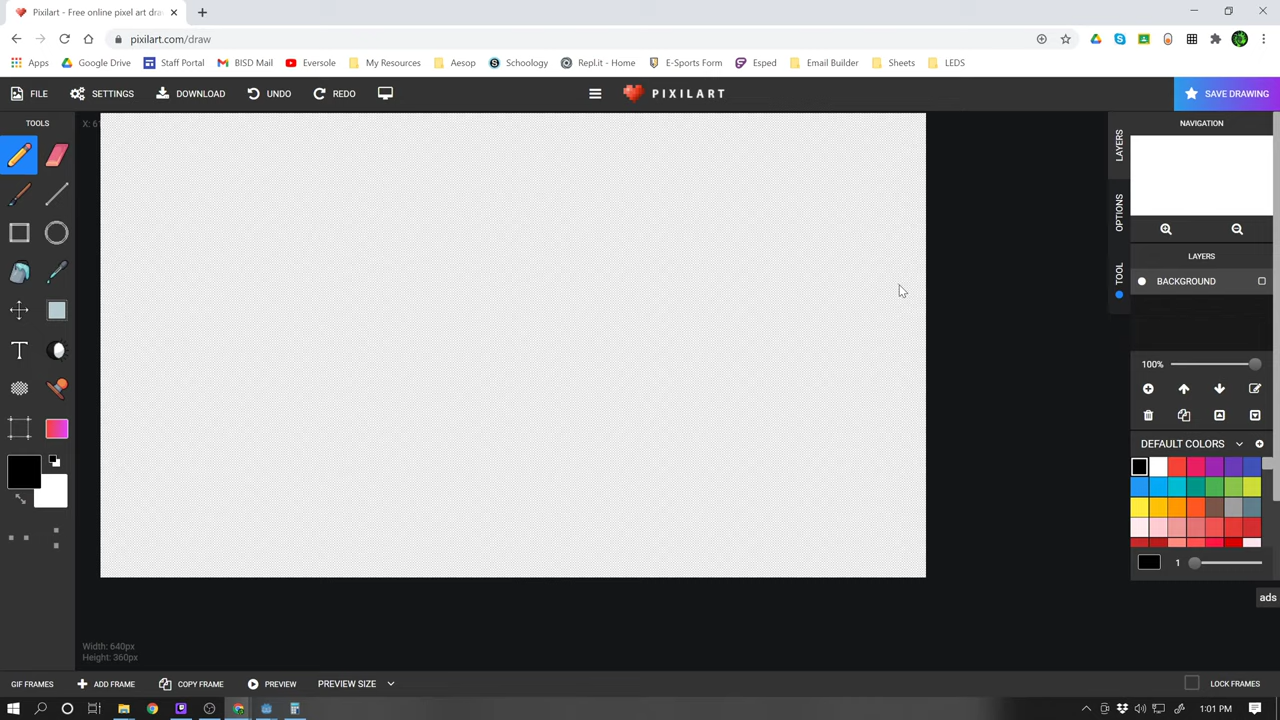 Pixilart - Free online pixel art dra
pixilart.com/draw
Apps Google Drive Staff Portal BISD Mail Eversole My Resources Aesop Schoology Repl.it - Home E-Sports Form Esped Email Builder Sheets LEDS
FILE SETTINGS DOWNLOAD UNDO REDO PIXILART SAVE DRAWING
TOOLS
X: 6
NAVIGATION
LAYERS
OPTIONS
TOOL
LAYERS
BACKGROUND
100%
DEFAULT COLORS
1
ads
Width: 640px
Height: 360px
GIF FRAMES ADD FRAME COPY FRAME PREVIEW PREVIEW SIZE LOCK FRAMES
1:01 PM